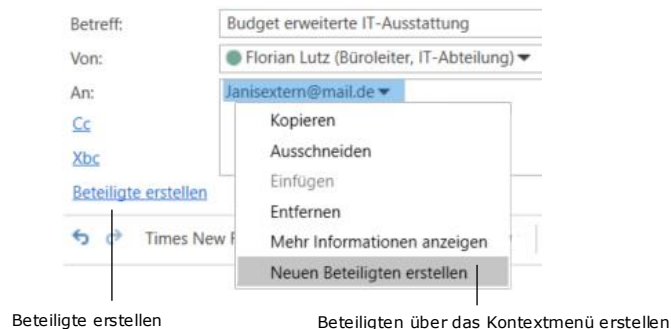 Betreff: Budget erweiterte IT-Ausstattung
Von: Florian Lutz (Büroleiter, IT-Abteilung)
An: Janisextern@mail.de
Cc
Xbc
Beteiligte erstellen
Kopieren
Ausschneiden
Einfügen
Entfernen
Mehr Informationen anzeigen
Neuen Beteiligten erstellen
Times New
Beteiligte erstellen
Beteiligten über das Kontextmenü erstellen